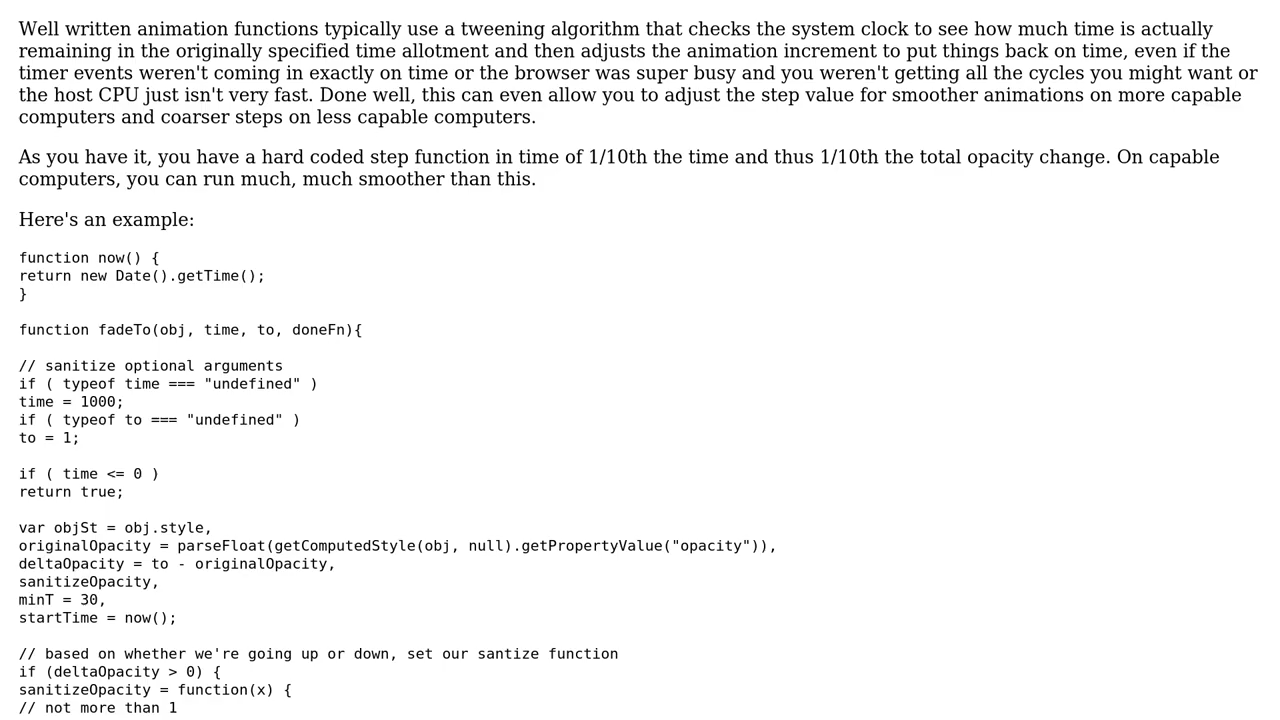 Well written animation functions typically use a tweening algorithm that checks the system clock to see how much time is actually
remaining in the originally specified time allotment and then adjusts the animation increment to put things back on time, even if the
timer events weren't coming in exactly on time or the browser was super busy and you weren't getting all the cycles you might want or
the host CPU just isn't very fast. Done well, this can even allow you to adjust the step value for smoother animations on more capable
computers and coarser steps on less capable computers.
As you have it, you have a hard coded step function in time of 1/10th the time and thus 1/10th the total opacity change. On capable
computers, you can run much, much smoother than this.
Here's an example:
function now() {
return new Date().getTime();
}
function fadeTo(obj, time, to, doneFn){
// sanitize optional arguments
if ( typeof time === "undefined" )
time = 1000;
if ( typeof to === "undefined" )
to = 1;
if ( time <= 0 )
return true;
var objSt = obj.style,
originalOpacity = parseFloat(getComputedStyle(obj, null).getPropertyValue("opacity")),
deltaOpacity = to - originalOpacity,
sanitizeOpacity,
minT = 30,
startTime = now();
// based on whether we're going up or down, set our santize function
if (deltaOpacity > 0) {
sanitizeOpacity = function(x) {
// not more than 1